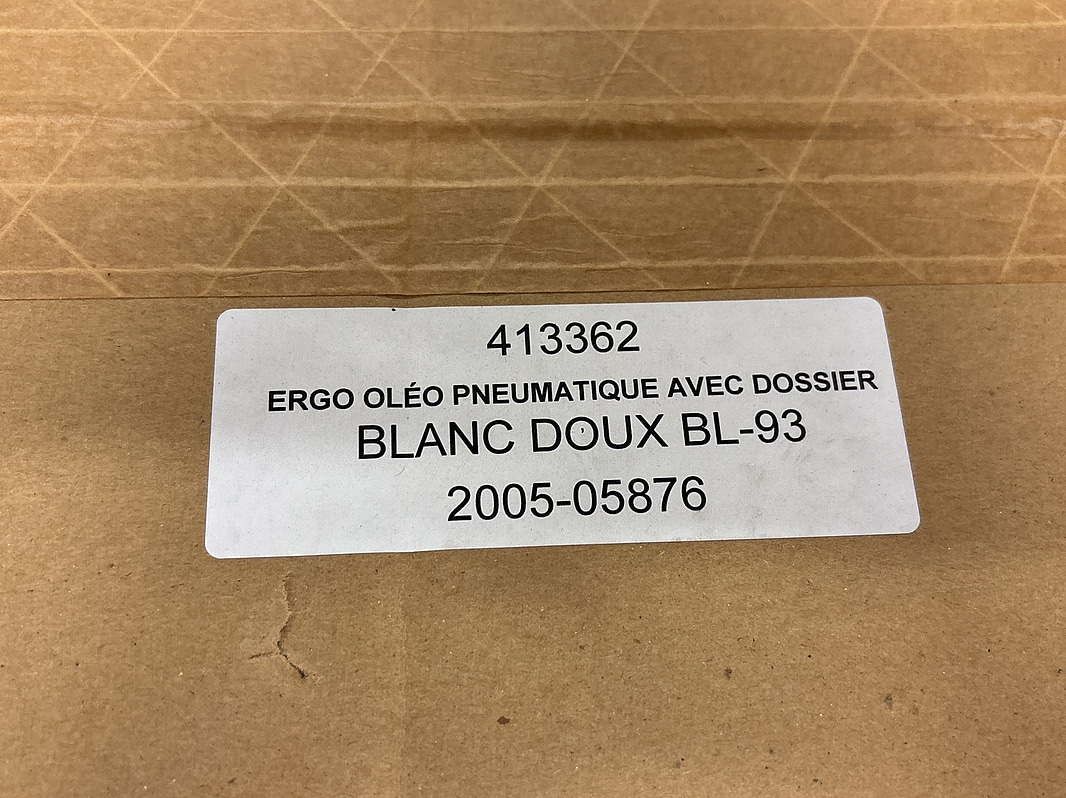 413362
ERGO OLÉO PNEUMATIQUE AVEC DOSSIER
BLANC DOUX BL-93
2005-05876